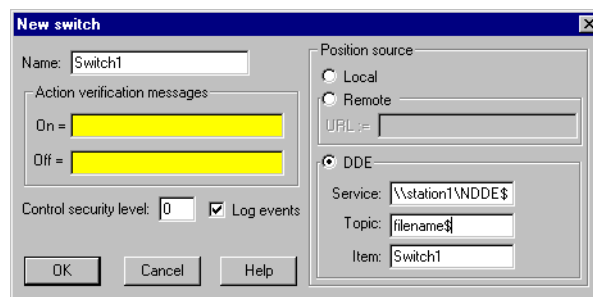 New switch
Name: Switch1
Action verification messages
On =
Off =
Control security level: 0 Log events
OK Cancel Help
Position source
Local
Remote
URL :=
DDE
Service: \\station1\NDDE$
Topic: filename$
Item: Switch1